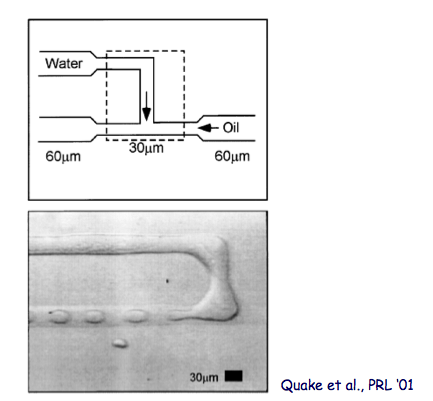 Water
Oil
60μm
30μm
60μm
30μm
Quake et al., PRL '01